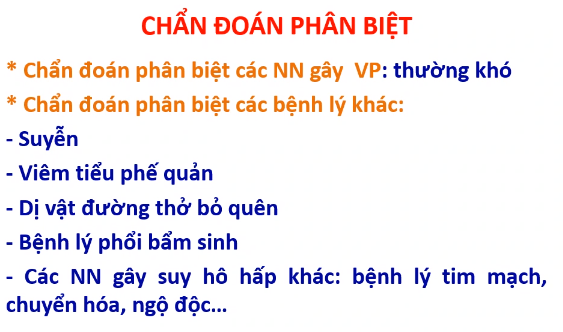 CHẨN ĐOÁN PHÂN BIỆT
* Chẩn đoán phân biệt các NN gây VP: thường khó
* Chẩn đoán phân biệt các bệnh lý khác:
- Suyễn
- Viêm tiểu phế quản
- Dị vật đường thở bỏ quên
- Bệnh lý phổi bẩm sinh
- Các NN gây suy hô hấp khác: bệnh lý tim mạch,
chuyển hóa, ngộ độc...